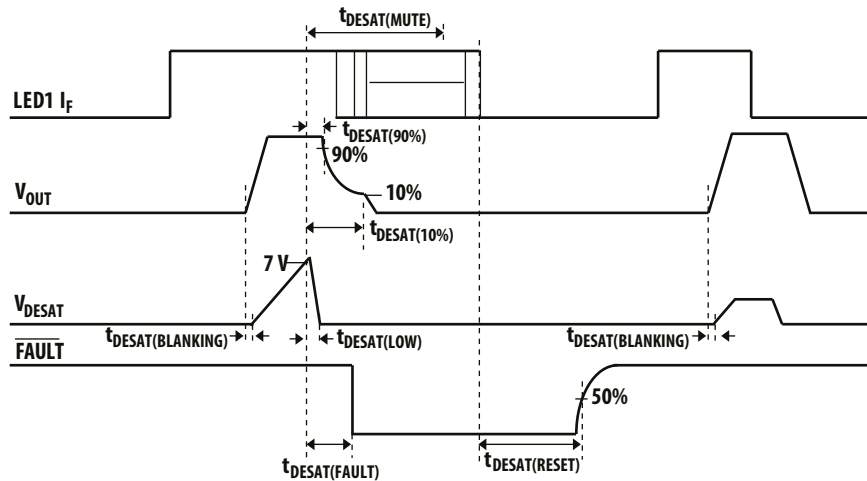 tDESAT(MUTE)
LED1 IF
tDESAT(90%)
90%
VOUT
10%
tDESAT(10%)
7 V
VDESAT
tDESAT(BLANKING)
tDESAT(LOW)
tDESAT(BLANKING)
FAULT
50%
tDESAT(FAULT)
tDESAT(RESET)